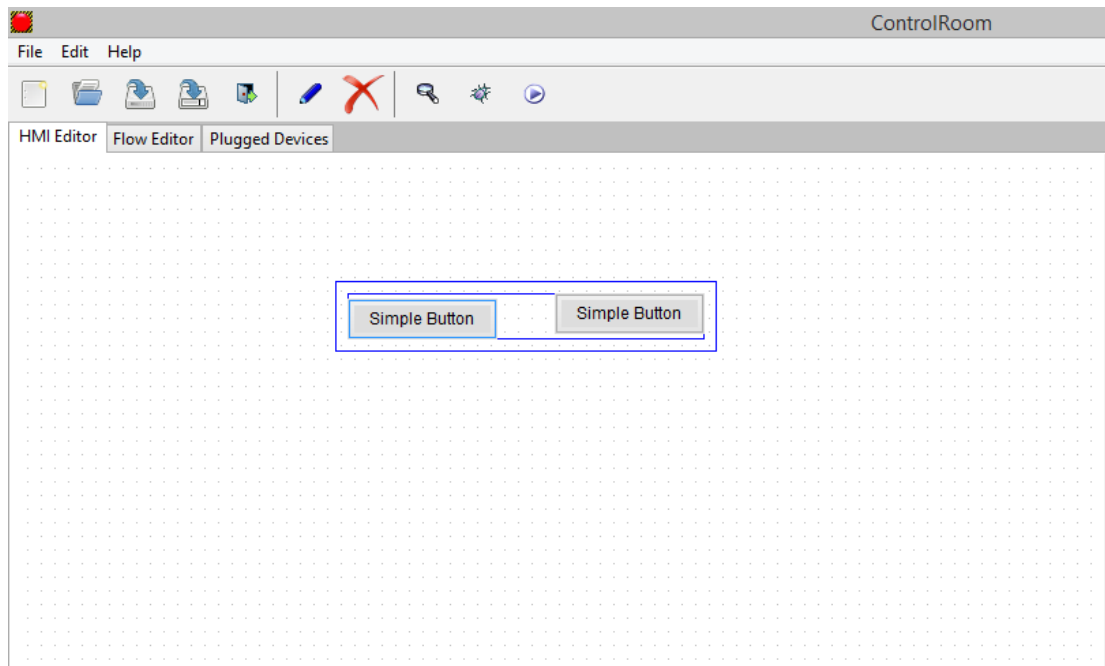 ControlRoom
File Edit Help
HMI Editor Flow Editor Plugged Devices
Simple Button Simple Button